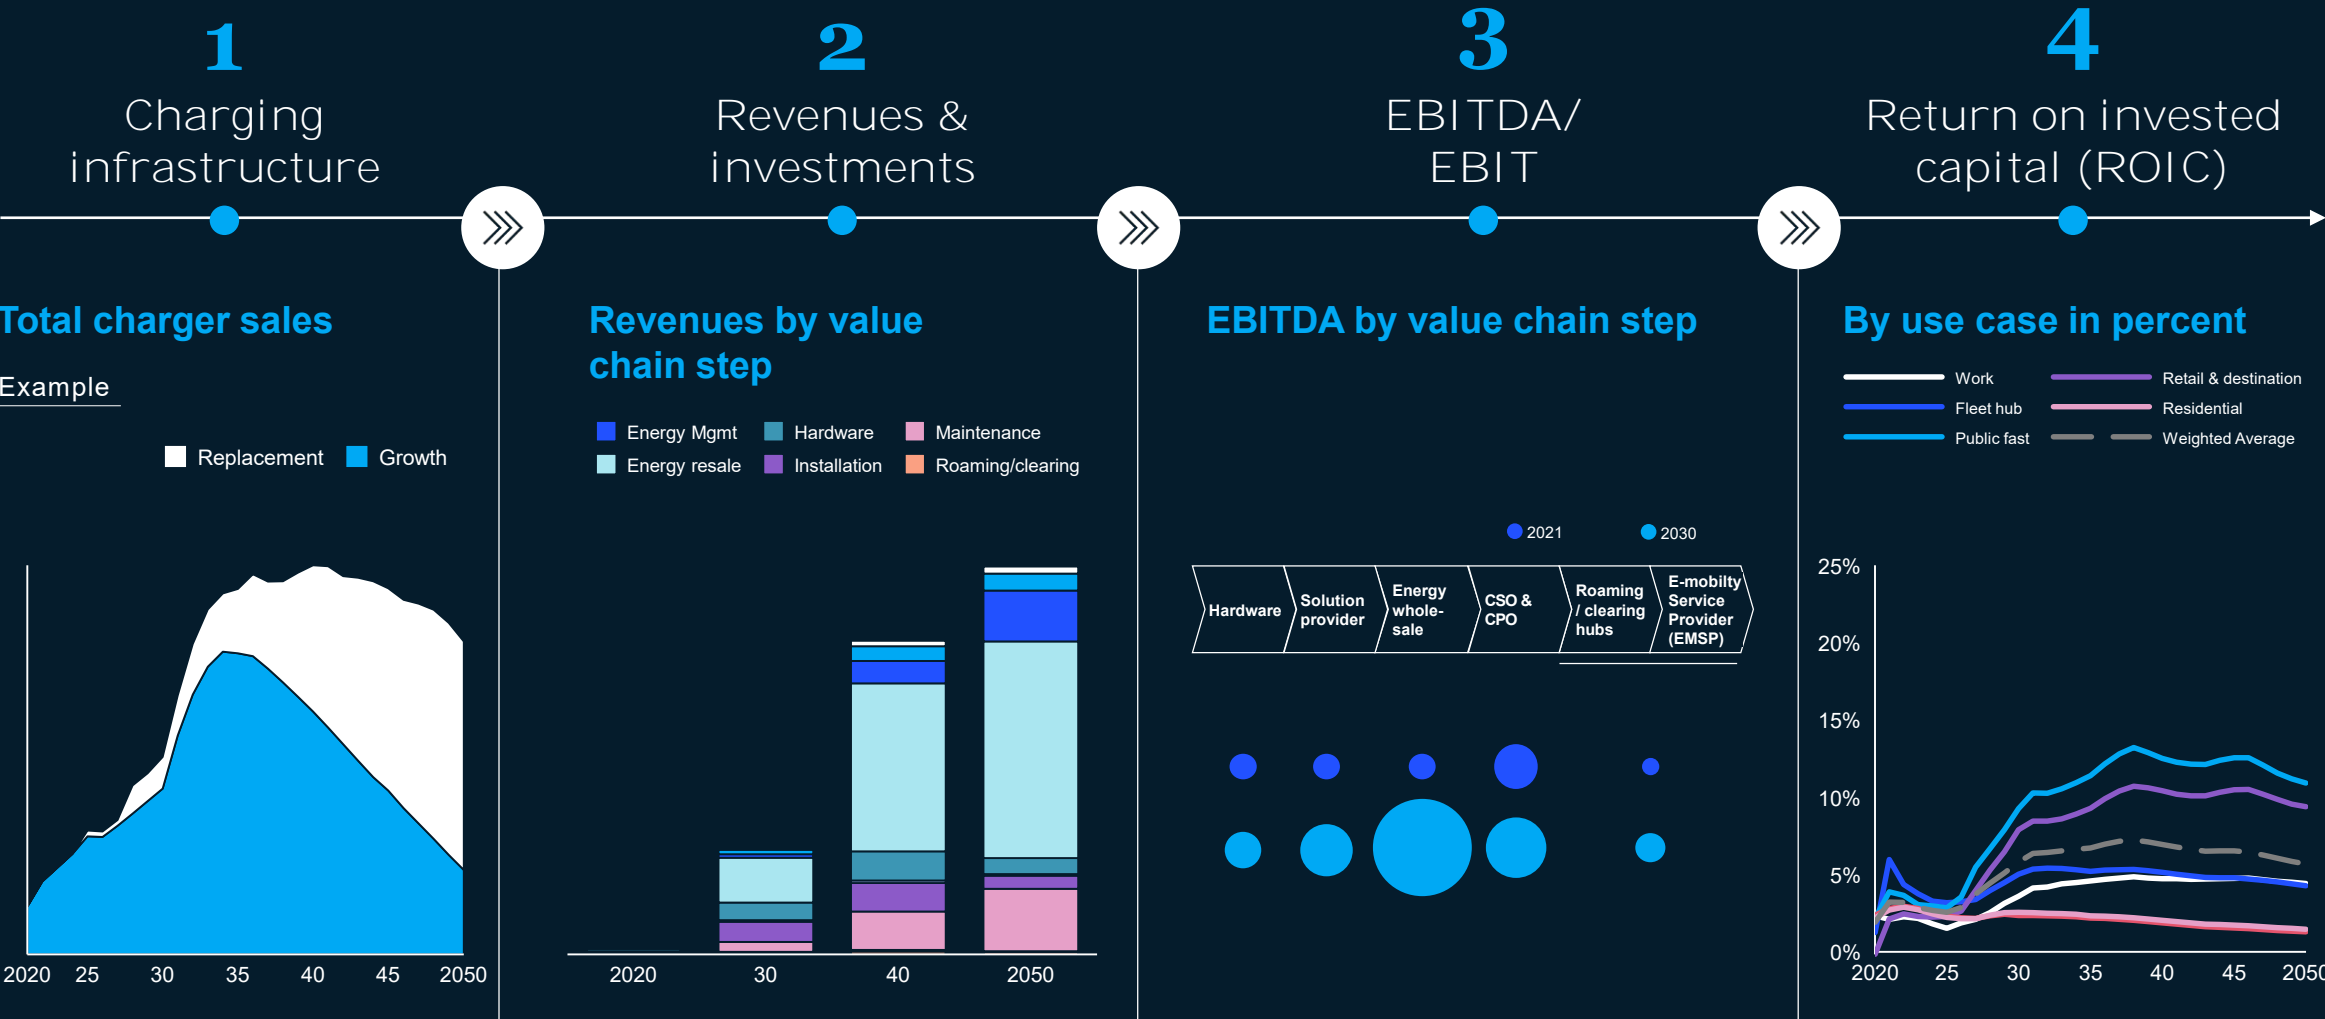 1
Charging
infrastructure
2
Revenues &
investments
3
EBITDA/
EBIT
4
Return on invested
capital (ROIC)
Total charger sales
Example
Replacement
Growth
2020 25 30 35 40 45 2050
Revenues by value
chain step
Energy Mgmt
Hardware
Maintenance
Energy resale
Installation
Roaming/clearing
2020 30 40 2050
EBITDA by value chain step
2021
2030
Hardware
Solution
provider
Energy
whole-
sale
CSO &
CPO
Roaming
/ clearing
hubs
E-mobilty
Service
Provider
(EMSP)
By use case in percent
Work
Retail & destination
Fleet hub
Residential
Public fast
Weighted Average
25%
20%
15%
10%
5%
0%
2020 25 30 35 40 45 2050